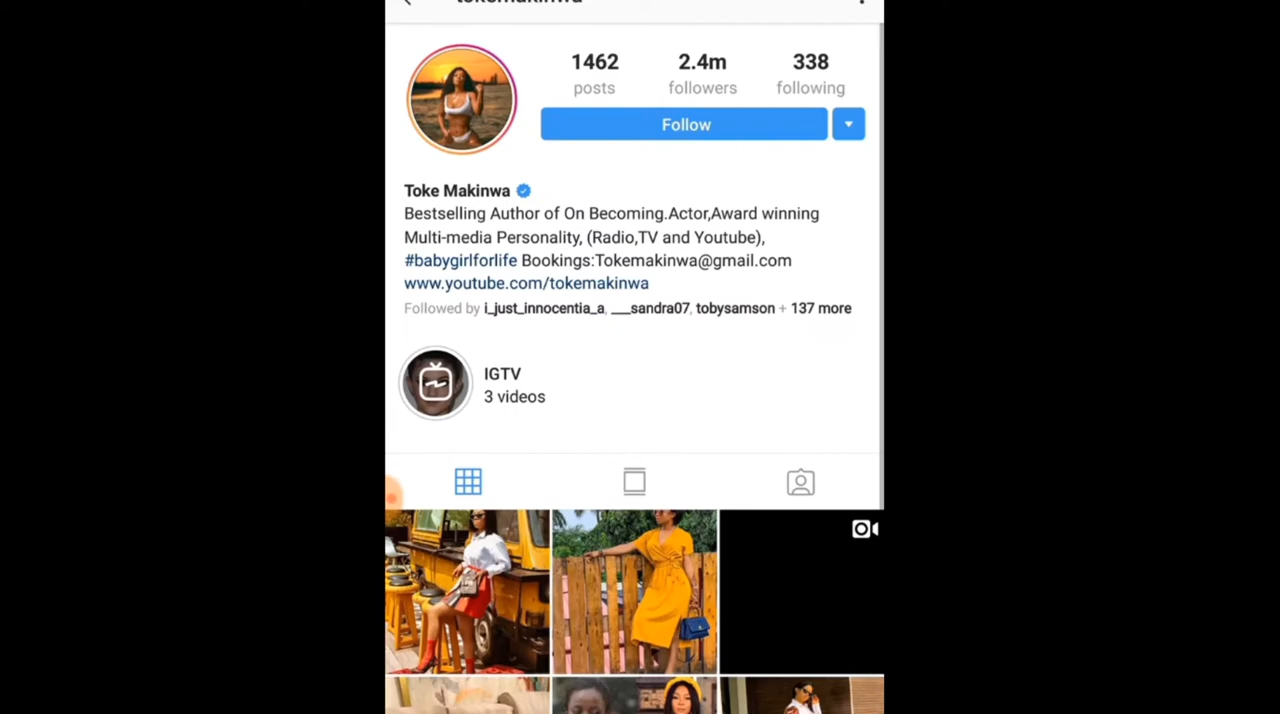 tokemakinwa
1462 2.4m 338
posts followers following
Follow
Toke Makinwa
Bestselling Author of On Becoming.Actor,Award winning
Multi-media Personality, (Radio,TV and Youtube),
#babygirlforlife Bookings:Tokemakinwa@gmail.com
www.youtube.com/tokemakinwa
Followed by i_just_innocentia_a, ___sandra07, tobysamson + 137 more
IGTV
3 videos